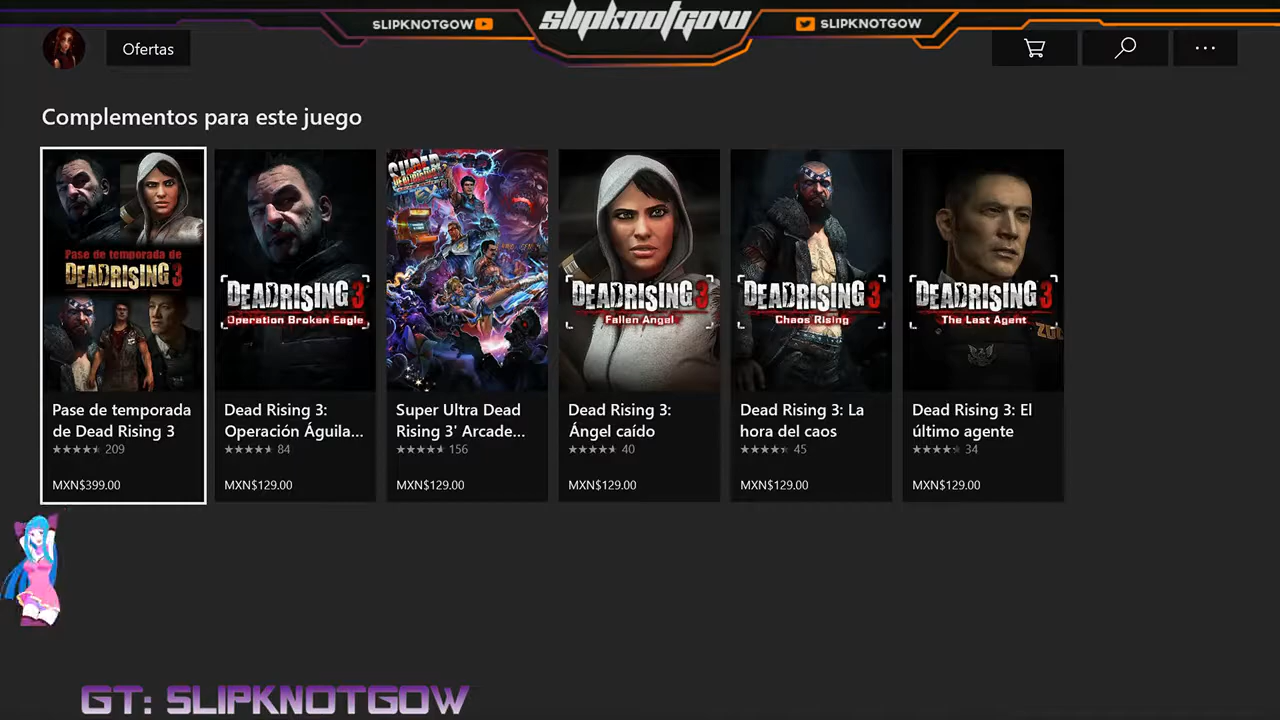 SLIPKNOTGOW
slipknotgow
SLIPKNOTGOW
Ofertas
Complementos para este juego
Pase de temporada de
DEADRISING 3
Pase de temporada
de Dead Rising 3
209
MXN$399.00
DEADRISING 3
Operation Broken Eagle
Dead Rising 3:
Operación Águila...
84
MXN$129.00
SUPER
Super Ultra Dead
Rising 3' Arcade...
156
MXN$129.00
DEADRISING 3
Fallen Angel
Dead Rising 3:
Ángel caído
40
MXN$129.00
DEADRISING 3
Chaos Rising
Dead Rising 3: La
hora del caos
45
MXN$129.00
DEADRISING 3
The Last Agent
Dead Rising 3: El
último agente
34
MXN$129.00
GT: SLIPKNOTGOW